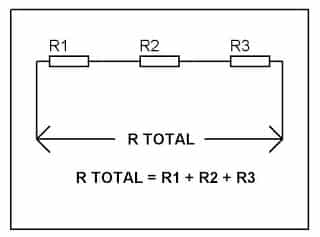 R1 R2 R3
R TOTAL
R TOTAL = R1 + R2 + R3